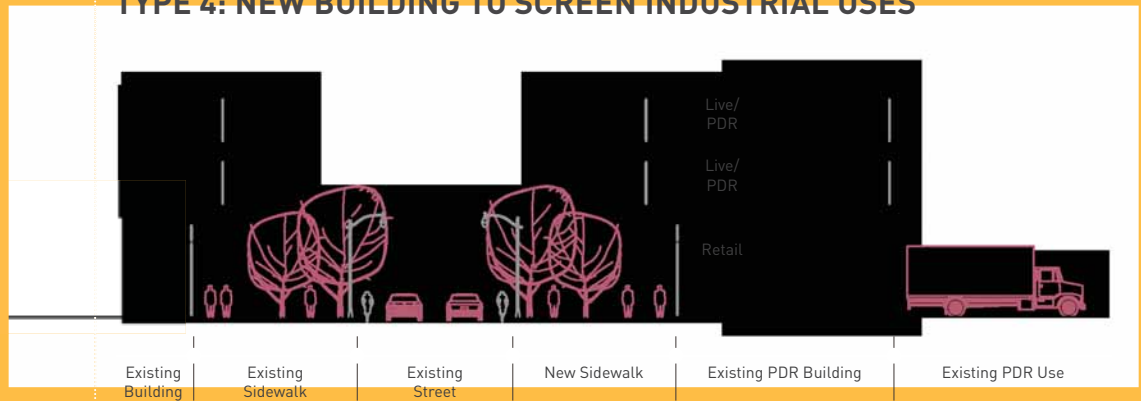 TYPE 4: NEW BUILDING TO SCREEN INDUSTRIAL USES
Live/
PDR
Live/
PDR
Retail
Existing
Building
Existing
Sidewalk
Existing
Street
New Sidewalk
Existing PDR Building
Existing PDR Use